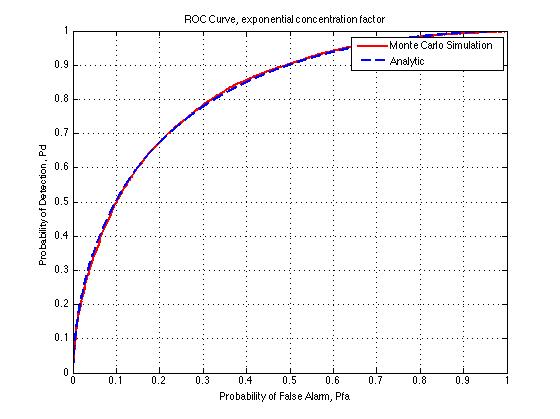 ROC Curve, exponential concentration factor
Monte Carlo Simulation
Analytic
Probability of Detection, Pd
1
0.9
0.8
0.7
0.6
0.5
0.4
0.3
0.2
0.1
0
0 0.1 0.2 0.3 0.4 0.5 0.6 0.7 0.8 0.9 1
Probability of False Alarm, Pfa